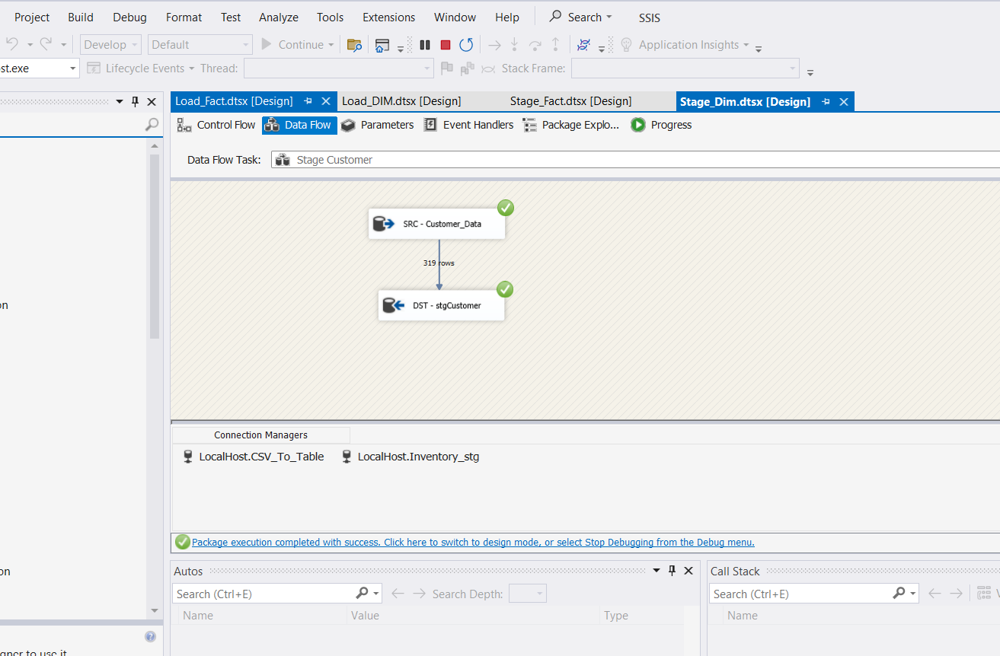 Project Build Debug Format Test Analyze Tools Extensions Window Help Search SSIS
Develop Default Continue Application Insights
st.exe Lifecycle Events Thread: Stack Frame:
Load_Fact.dtsx [Design] Load_DIM.dtsx [Design] Stage_Fact.dtsx [Design] Stage_Dim.dtsx [Design]
Control Flow Data Flow Parameters Event Handlers Package Explo... Progress
Data Flow Task: Stage Customer
SRC - Customer_Data
319 rows
DST - stgCustomer
on
Connection Managers
LocalHost.CSV_To_Table LocalHost.Inventory_stg
Package execution completed with success. Click here to switch to design mode, or select Stop Debugging from the Debug menu.
on
Autos Call Stack
Search (Ctrl+E) Search Depth: Search (Ctrl+E)
Name Value Type Name
gner to use it